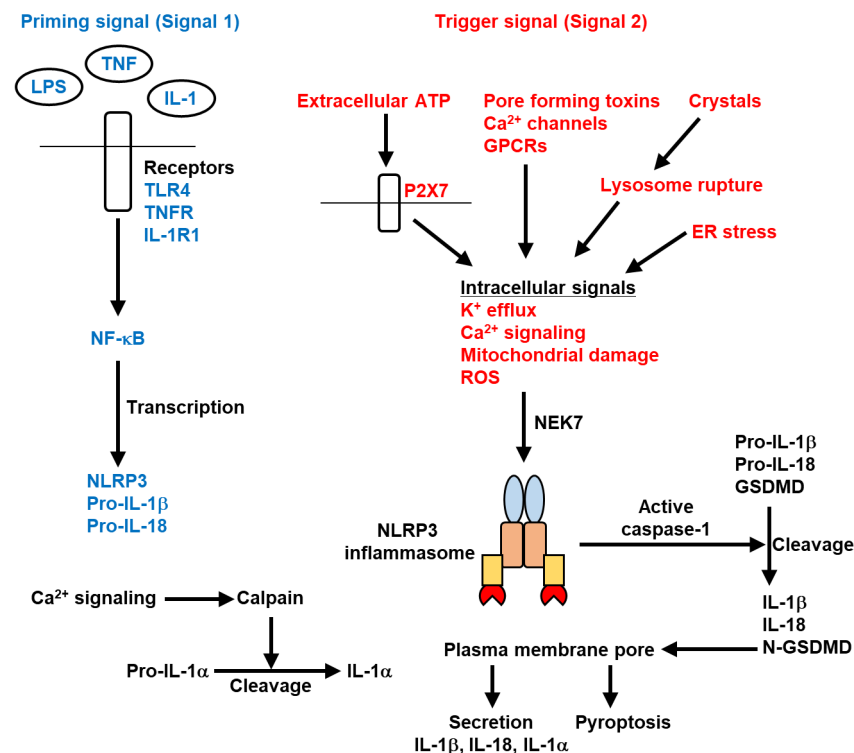 Priming signal (Signal 1)
LPS
TNF
IL-1
Receptors
TLR4
TNFR
IL-1R1
NF-κB
Transcription
NLRP3
Pro-IL-1β
Pro-IL-18
Trigger signal (Signal 2)
Extracellular ATP
P2X7
Pore forming toxins
Ca²⁺ channels
GPCRs
Crystals
Lysosome rupture
ER stress
Intracellular signals
K⁺ efflux
Ca²⁺ signaling
Mitochondrial damage
ROS
NEK7
NLRP3
inflammasome
Active
caspase-1
Pro-IL-1β
Pro-IL-18
GSDMD
Cleavage
IL-1β
IL-18
N-GSDMD
Plasma membrane pore
Secretion
IL-1β, IL-18, IL-1α
Pyroptosis
Ca²⁺ signaling
Calpain
Pro-IL-1α
Cleavage
IL-1α